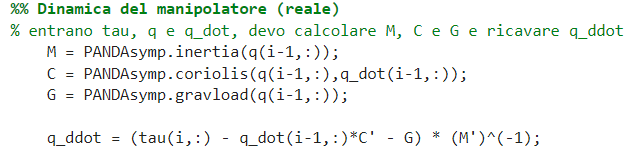 %% Dinamica del manipolatore (reale)
% entrano tau, q e q_dot, devo calcolare M, C e G e ricavare q_ddot
M = PANDAsymp.inertia(q(i-1,:));
C = PANDAsymp.coriolis(q(i-1,:),q_dot(i-1,:));
G = PANDAsymp.gravload(q(i-1,:));
q_ddot = (tau(i,:) - q_dot(i-1,:)*C' - G) * (M')^(-1);